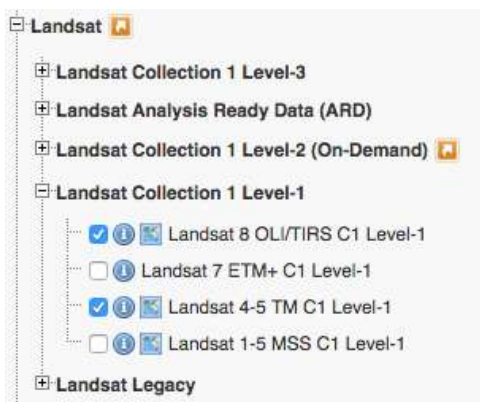 Landsat
Landsat Collection 1 Level-3
Landsat Analysis Ready Data (ARD)
Landsat Collection 1 Level-2 (On-Demand)
Landsat Collection 1 Level-1
Landsat 8 OLI/TIRS C1 Level-1
Landsat 7 ETM+ C1 Level-1
Landsat 4-5 TM C1 Level-1
Landsat 1-5 MSS C1 Level-1
Landsat Legacy